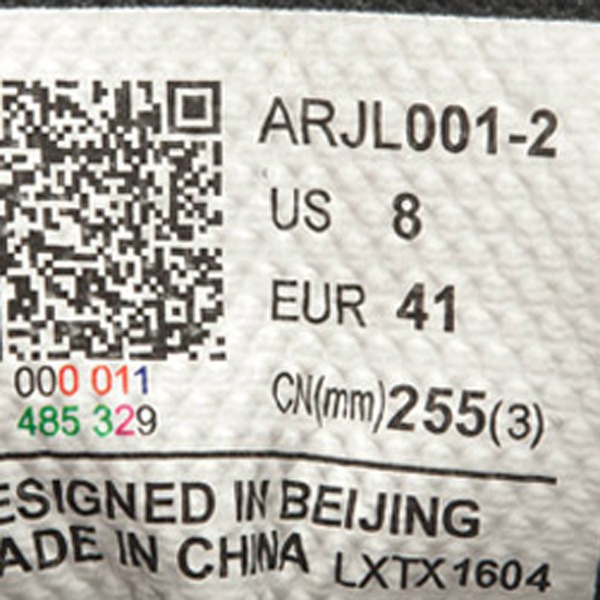 ARJL001-2
US 8
EUR 41
CN(mm)255(3)
000 011
485 329
ESIGNED IN BEIJING
ADE IN CHINA LXTX1604